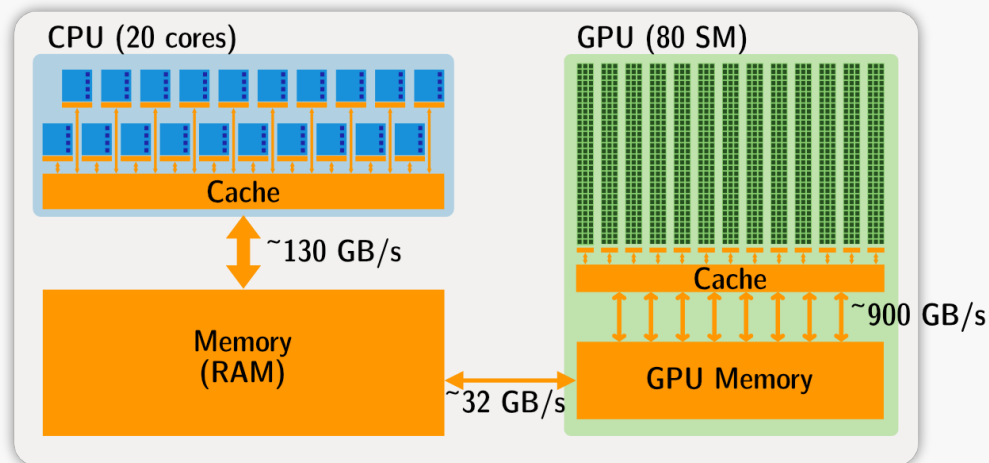 CPU (20 cores)
GPU (80 SM)
Cache
~130 GB/s
Memory
(RAM)
~32 GB/s
Cache
~900 GB/s
GPU Memory